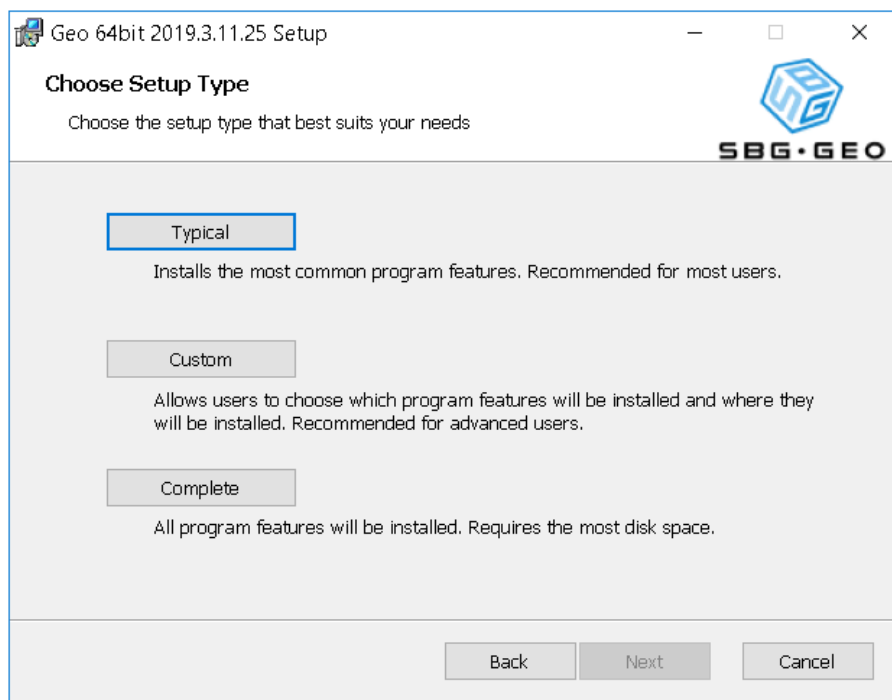 Geo 64bit 2019.3.11.25 Setup
Choose Setup Type
Choose the setup type that best suits your needs
SBG
SBG·GEO
Typical
Installs the most common program features. Recommended for most users.
Custom
Allows users to choose which program features will be installed and where they
will be installed. Recommended for advanced users.
Complete
All program features will be installed. Requires the most disk space.
Back Next Cancel